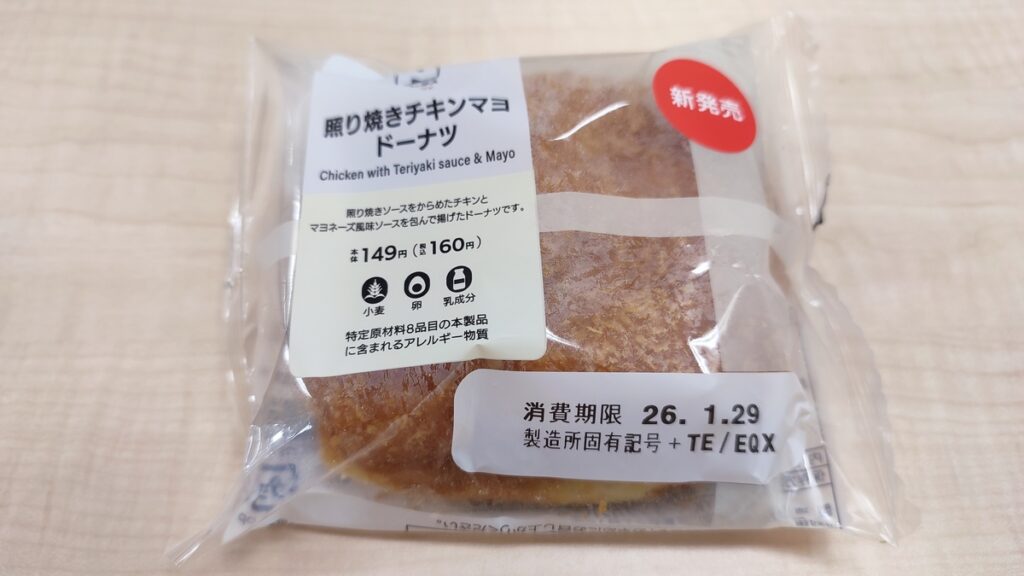 照り焼きチキンマヨ
ドーナツ
Chicken with Teriyaki sauce & Mayo
照り焼きソースをからめたチキンと
マヨネーズ風味ソースを包んで揚げたドーナツです。
本体149円(税込160円)
小麦 卵 乳成分
特定原材料8品目の本製品
に含まれるアレルギー物質
新発売
消費期限 26. 1.29
製造所固有記号+TE/EQX